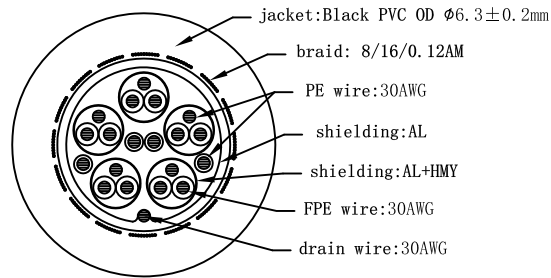 jacket:Black PVC OD Φ6.3±0.2mm
braid: 8/16/0.12AM
PE wire:30AWG
shielding:AL
shielding:AL+HMY
FPE wire:30AWG
drain wire:30AWG